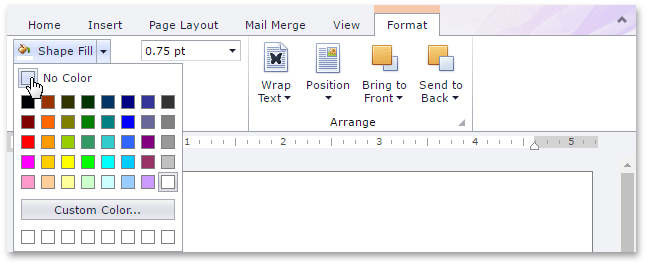 Home Insert Page Layout Mail Merge View Format
Shape Fill 0.75 pt
No Color
Wrap Text
Position
Bring to Front
Send to Back
Arrange
1 2 3 4 5
Custom Color...